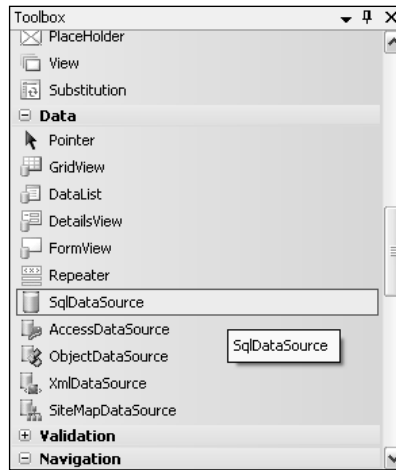 Toolbox
PlaceHolder
View
Substitution
Data
Pointer
GridView
DataList
DetailsView
FormView
Repeater
SqlDataSource
AccessDataSource
SqlDataSource
ObjectDataSource
XmlDataSource
SiteMapDataSource
Validation
Navigation